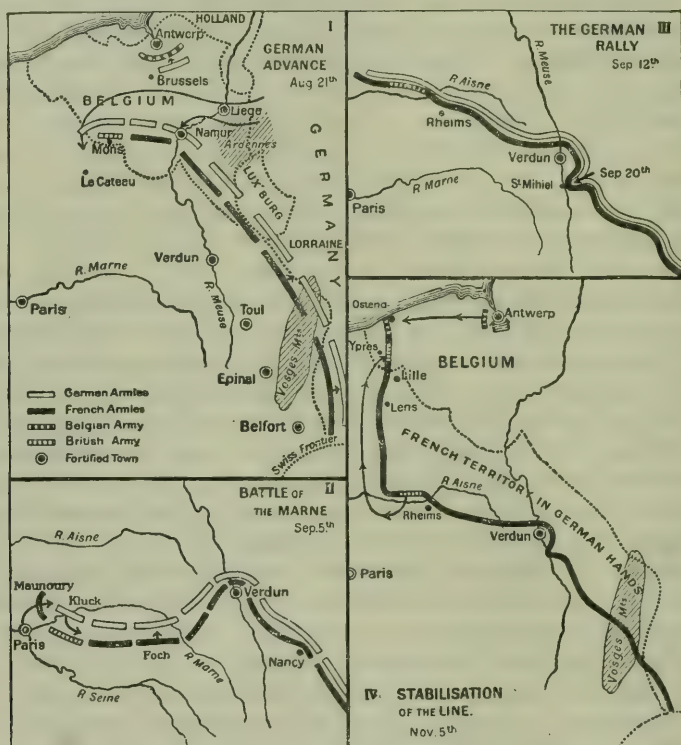 I
GERMAN
ADVANCE
Aug 21th
HOLLAND
Antwerp
Brussels
BELGIUM
Liege
Namur
Ardennes
Mons
Le Cateau
LUX'BURG
GERMANY
LORRAINE
Verdun
R. Marne
R. Meuse
Paris
Toul
Epinal
Vosges Mts
Belfort
Swiss Frontier
German Armies
French Armies
Belgian Army
British Army
Fortified Town
II
BATTLE OF
THE MARNE
Sep. 5th
R. Aisne
Maunoury
Kluck
Paris
Verdun
Foch
R. Marne
Nancy
R. Seine
III
THE GERMAN
RALLY
Sep 12th
R. Meuse
R Aisne
Rheims
Verdun
Sep 20th
St Mihiel
R. Marne
Paris
Ostend
Antwerp
Ypres
BELGIUM
Lille
Lens
FRENCH TERRITORY IN GERMAN HANDS
R. Aisne
Rheims
Verdun
Paris
Vosges Mts
IV. STABILISATION
OF THE LINE.
Nov. 5th